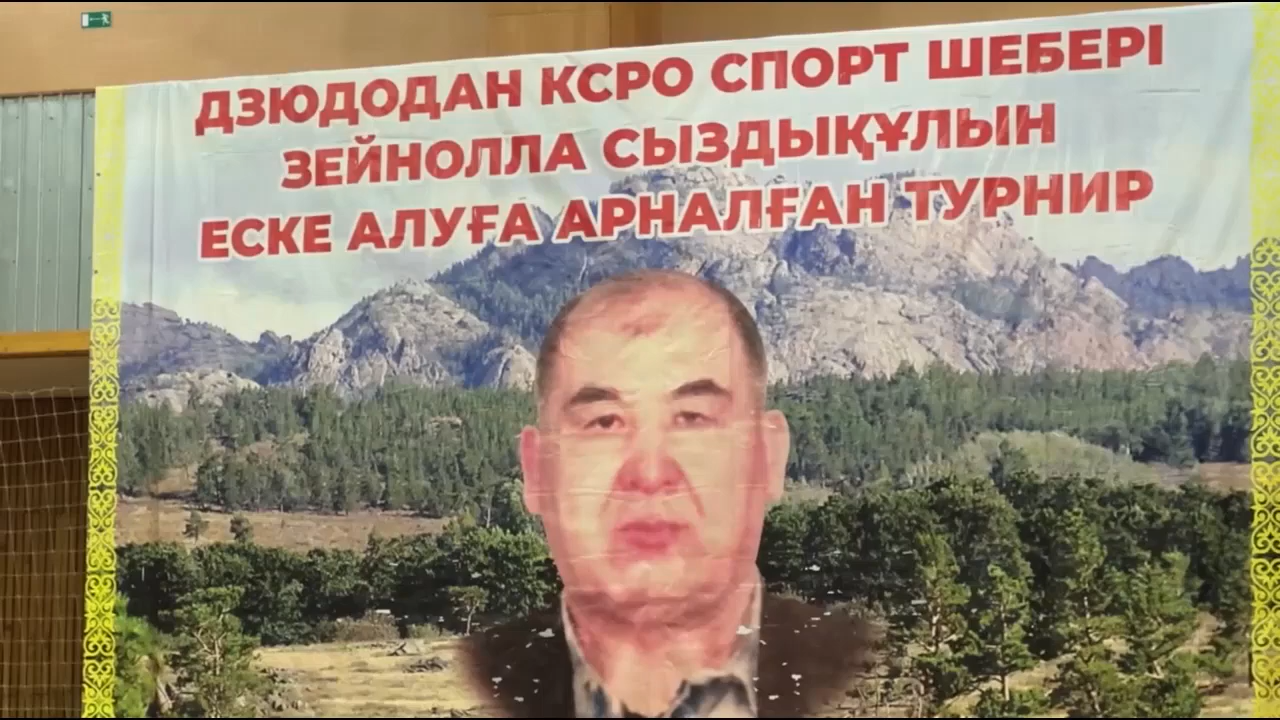 ДЗЮДОДАН КСРО СПОРТ ШЕБЕРІ
ЗЕЙНОЛЛА СЫЗДЫҚҰЛЫН
ЕСКЕ АЛУҒА АРНАЛҒАН ТУРНИР